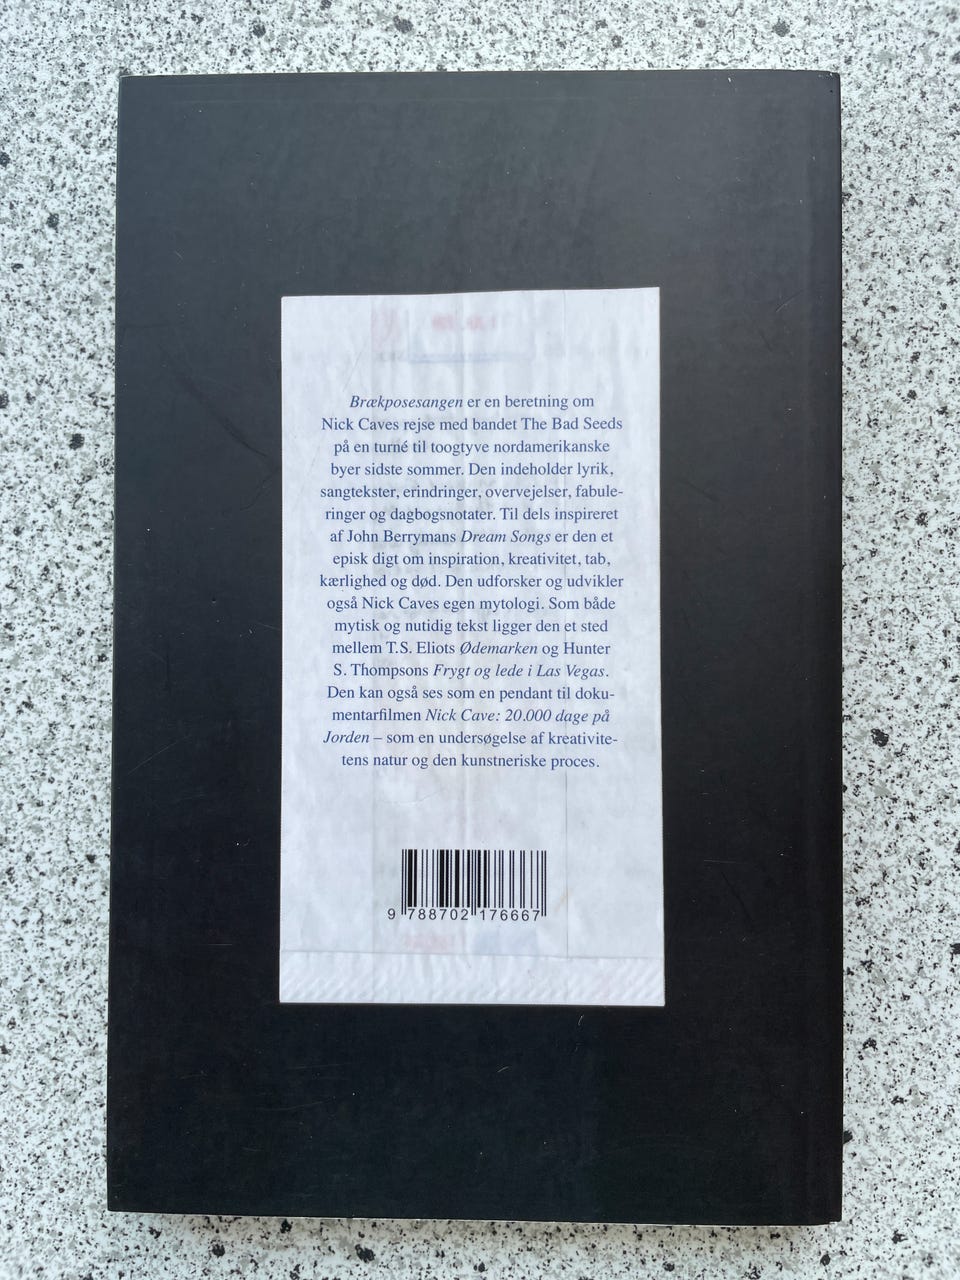 Brækposesangen er en beretning om
Nick Caves rejse med bandet The Bad Seeds
på en turné til toogtyve nordamerikanske
byer sidste sommer. Den indeholder lyrik,
sangtekster, erindringer, overvejelser, fabule-
ringer og dagbogsnotater. Til dels inspireret
af John Berrymans Dream Songs er den et
episk digt om inspiration, kreativitet, tab,
kærlighed og død. Den udforsker og udvikler
også Nick Caves egen mytologi. Som både
mytisk og nutidig tekst ligger den et sted
mellem T.S. Eliots Ødemarken og Hunter
S. Thompsons Frygt og lede i Las Vegas.
Den kan også ses som en pendant til doku-
mentarfilmen Nick Cave: 20.000 dage på
Jorden – som en undersøgelse af kreativite-
tens natur og den kunstneriske proces.
9 788702 176667